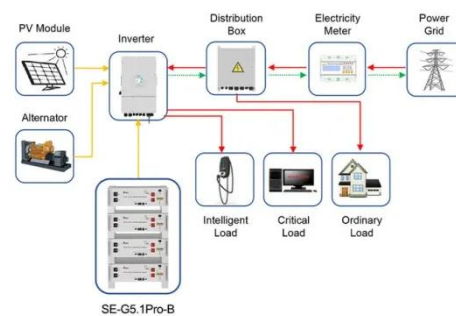 PV Module
Inverter
Distribution
Box
Electricity
Meter
Power
Grid
Alternator
Intelligent
Load
Critical
Load
Ordinary
Load
SE-G5.1Pro-B